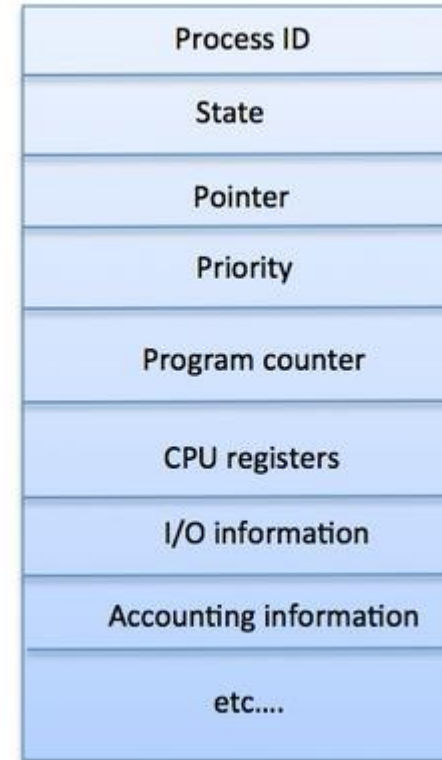 Process ID
State
Pointer
Priority
Program counter
CPU registers
I/O information
Accounting information
etc....